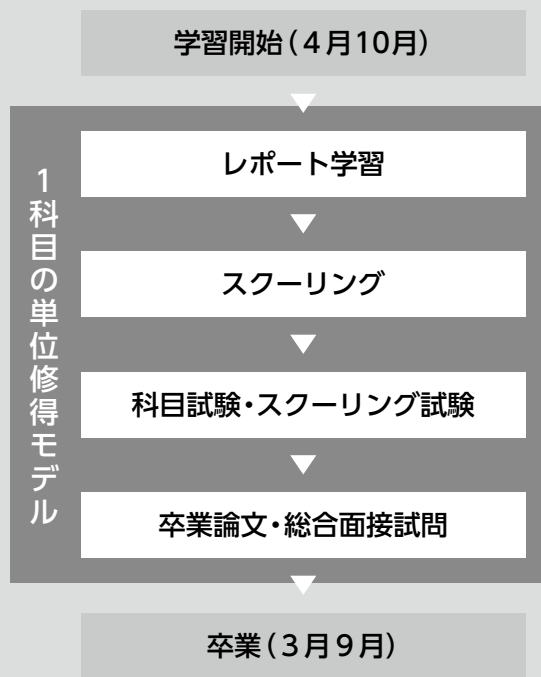 学習開始（４月10月）
1科目の単位修得モデル
レポート学習
スクーリング
科目試験・スクーリング試験
卒業論文・総合面接試問
卒業（３月９月）